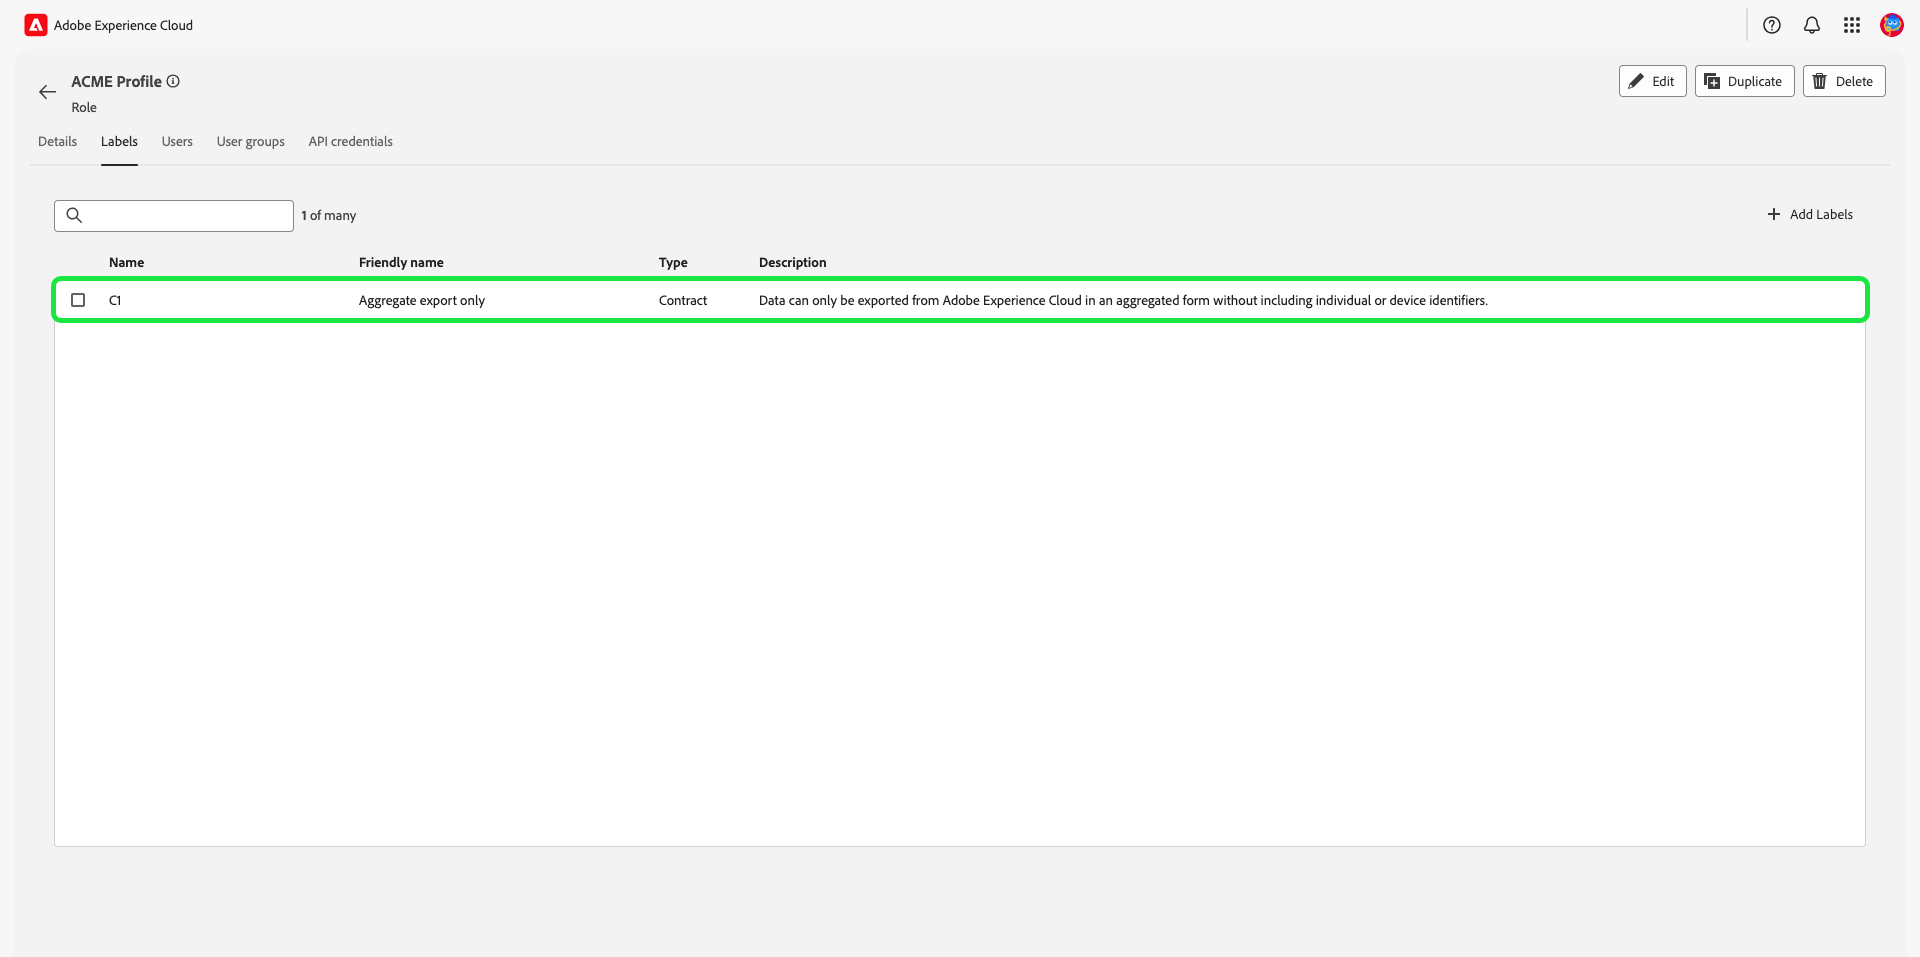 Adobe Experience Cloud
ACME Profile
Role
Edit
Duplicate
Delete
Details
Labels
Users
User groups
API credentials
1 of many
Add Labels
Name
Friendly name
Type
Description
C1
Aggregate export only
Contract
Data can only be exported from Adobe Experience Cloud in an aggregated form without including individual or device identifiers.